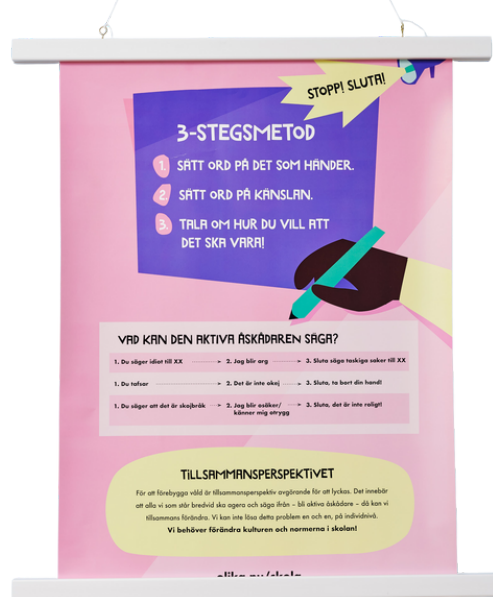 STOPP! SLUTA!
3-STEGSMETOD
1. SÄTT ORD PÅ DET SOM HÄNDER.
2. SÄTT ORD PÅ KÄNSLAN.
3. TALA OM HUR DU VILL ATT
DET SKA VARA!
VAD KAN DEN AKTIVA ÅSKÅDAREN SÄGA?
1. Du säger idiot till XX → 2. Jag blir arg → 3. Sluta säga taskiga saker till XX
1. Du tafsar → 2. Det är inte okej → 3. Sluta, ta bort din hand!
1. Du säger att det är skojbråk → 2. Jag blir osäker/ → 3. Sluta, det är inte roligt!
känner mig otrygg
TILLSAMMANSPERSPEKTIVET
För att förebygga våld är tillsammansperspektiv avgörande för att lyckas. Det innebär
att alla vi som står bredvid ska agera och säga ifrån – bli aktiva åskådare – då kan vi
tillsammans förändra. Vi kan inte lösa detta problem en och en, på individnivå.
Vi behöver förändra kulturen och normerna i skolan!
olika.nu/skola